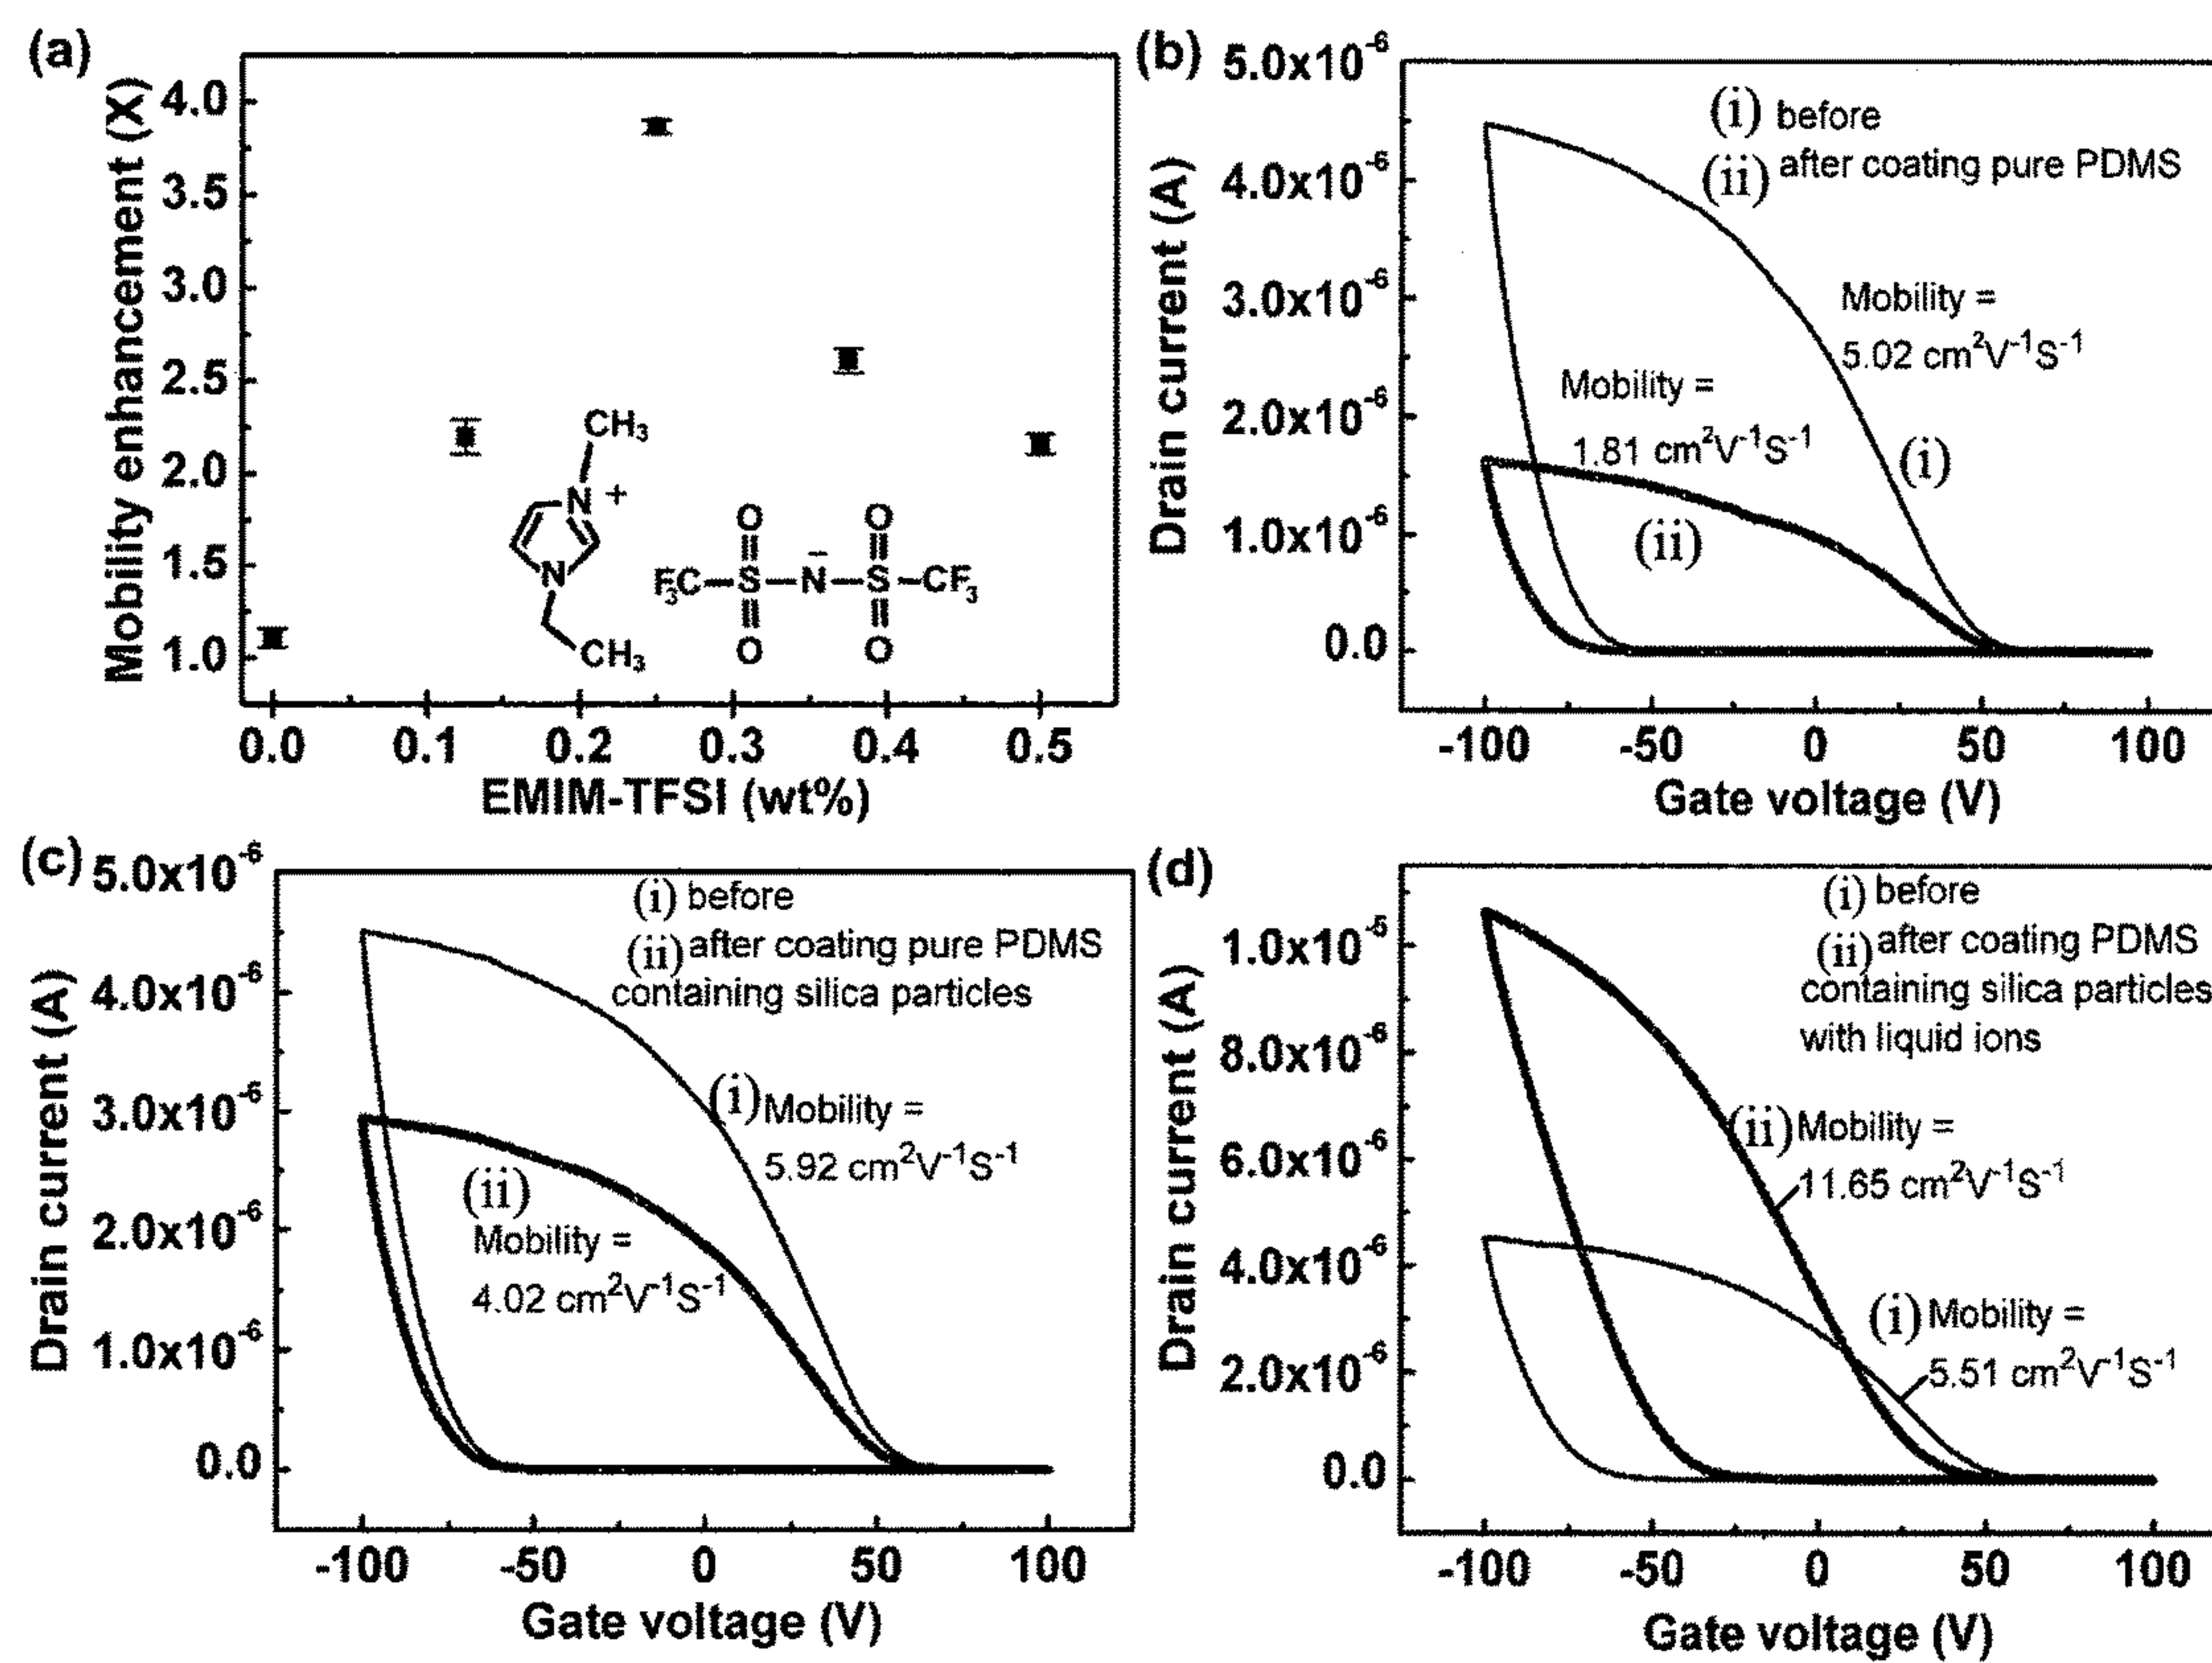 (a)
Mobility enhancement (X)
4.0
3.5
3.0
2.5
2.0
1.5
1.0
CH₃
N +
N
CH₃
O O
F₃C–S–N⁻–S–CF₃
O O
0.0 0.1 0.2 0.3 0.4 0.5
EMIM-TFSI (wt%)
(b)
Drain current (A)
5.0x10⁻⁶
4.0x10⁻⁶
3.0x10⁻⁶
2.0x10⁻⁶
1.0x10⁻⁶
0.0
(i) before
(ii) after coating pure PDMS
Mobility =
5.02 cm²V⁻¹S⁻¹
Mobility =
1.81 cm²V⁻¹S⁻¹
(i)
(ii)
-100 -50 0 50 100
Gate voltage (V)
(c)
Drain current (A)
5.0x10⁻⁶
4.0x10⁻⁶
3.0x10⁻⁶
2.0x10⁻⁶
1.0x10⁻⁶
0.0
(i) before
(ii) after coating pure PDMS
containing silica particles
(i) Mobility =
5.92 cm²V⁻¹S⁻¹
(ii)
Mobility =
4.02 cm²V⁻¹S⁻¹
-100 -50 0 50 100
Gate voltage (V)
(d)
Drain current (A)
1.0x10⁻⁵
8.0x10⁻⁶
6.0x10⁻⁶
4.0x10⁻⁶
2.0x10⁻⁶
0.0
(i) before
(ii) after coating PDMS
containing silica particles
with liquid ions
(ii) Mobility =
11.65 cm²V⁻¹S⁻¹
(i) Mobility =
5.51 cm²V⁻¹S⁻¹
-100 -50 0 50 100
Gate voltage (V)